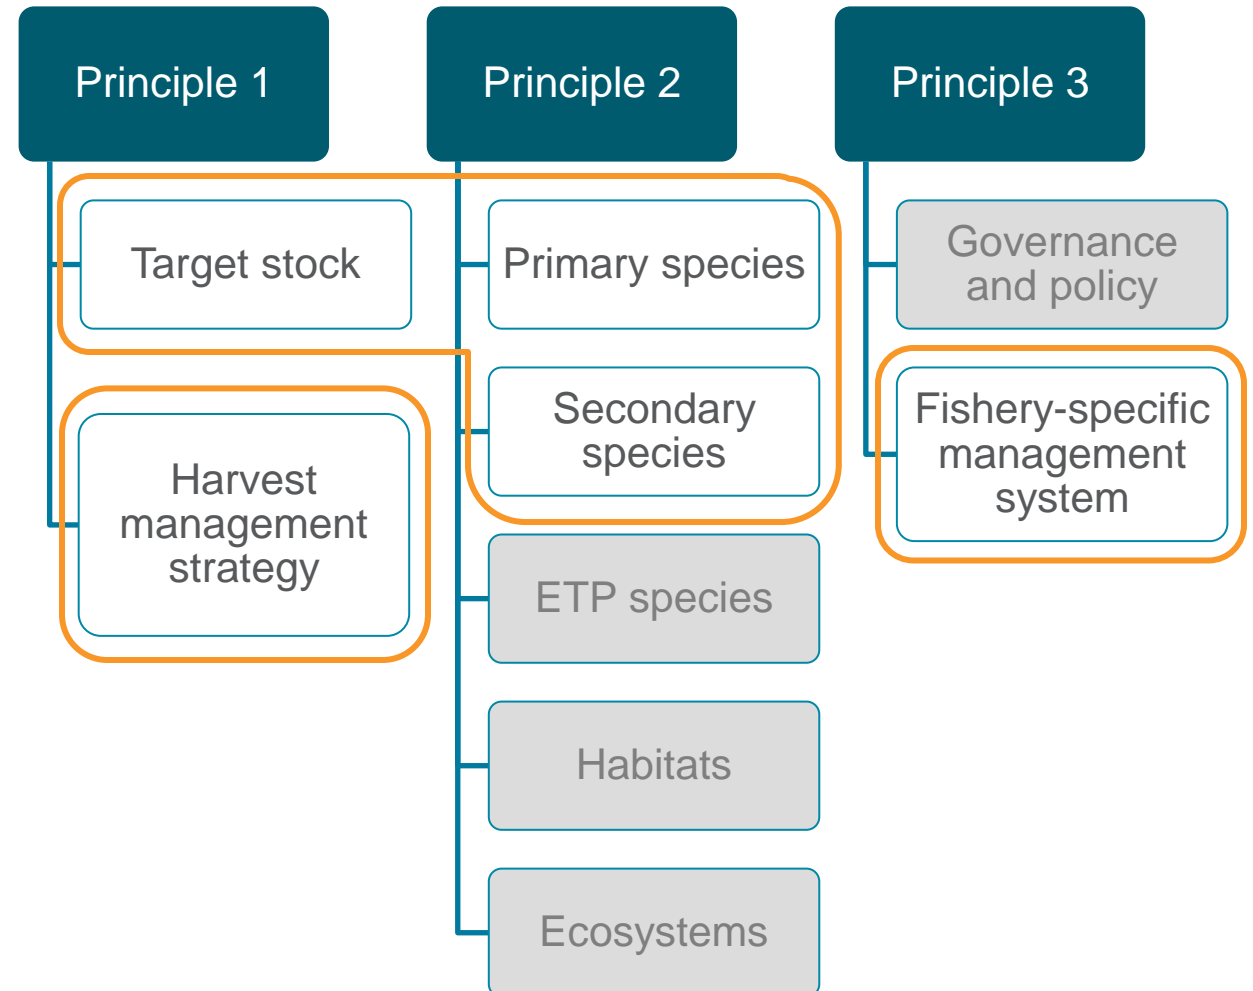 Principle 1
Principle 2
Principle 3
Target stock
Harvest
management
strategy
Primary species
Secondary
species
ETP species
Habitats
Ecosystems
Governance
and policy
Fishery-specific
management
system